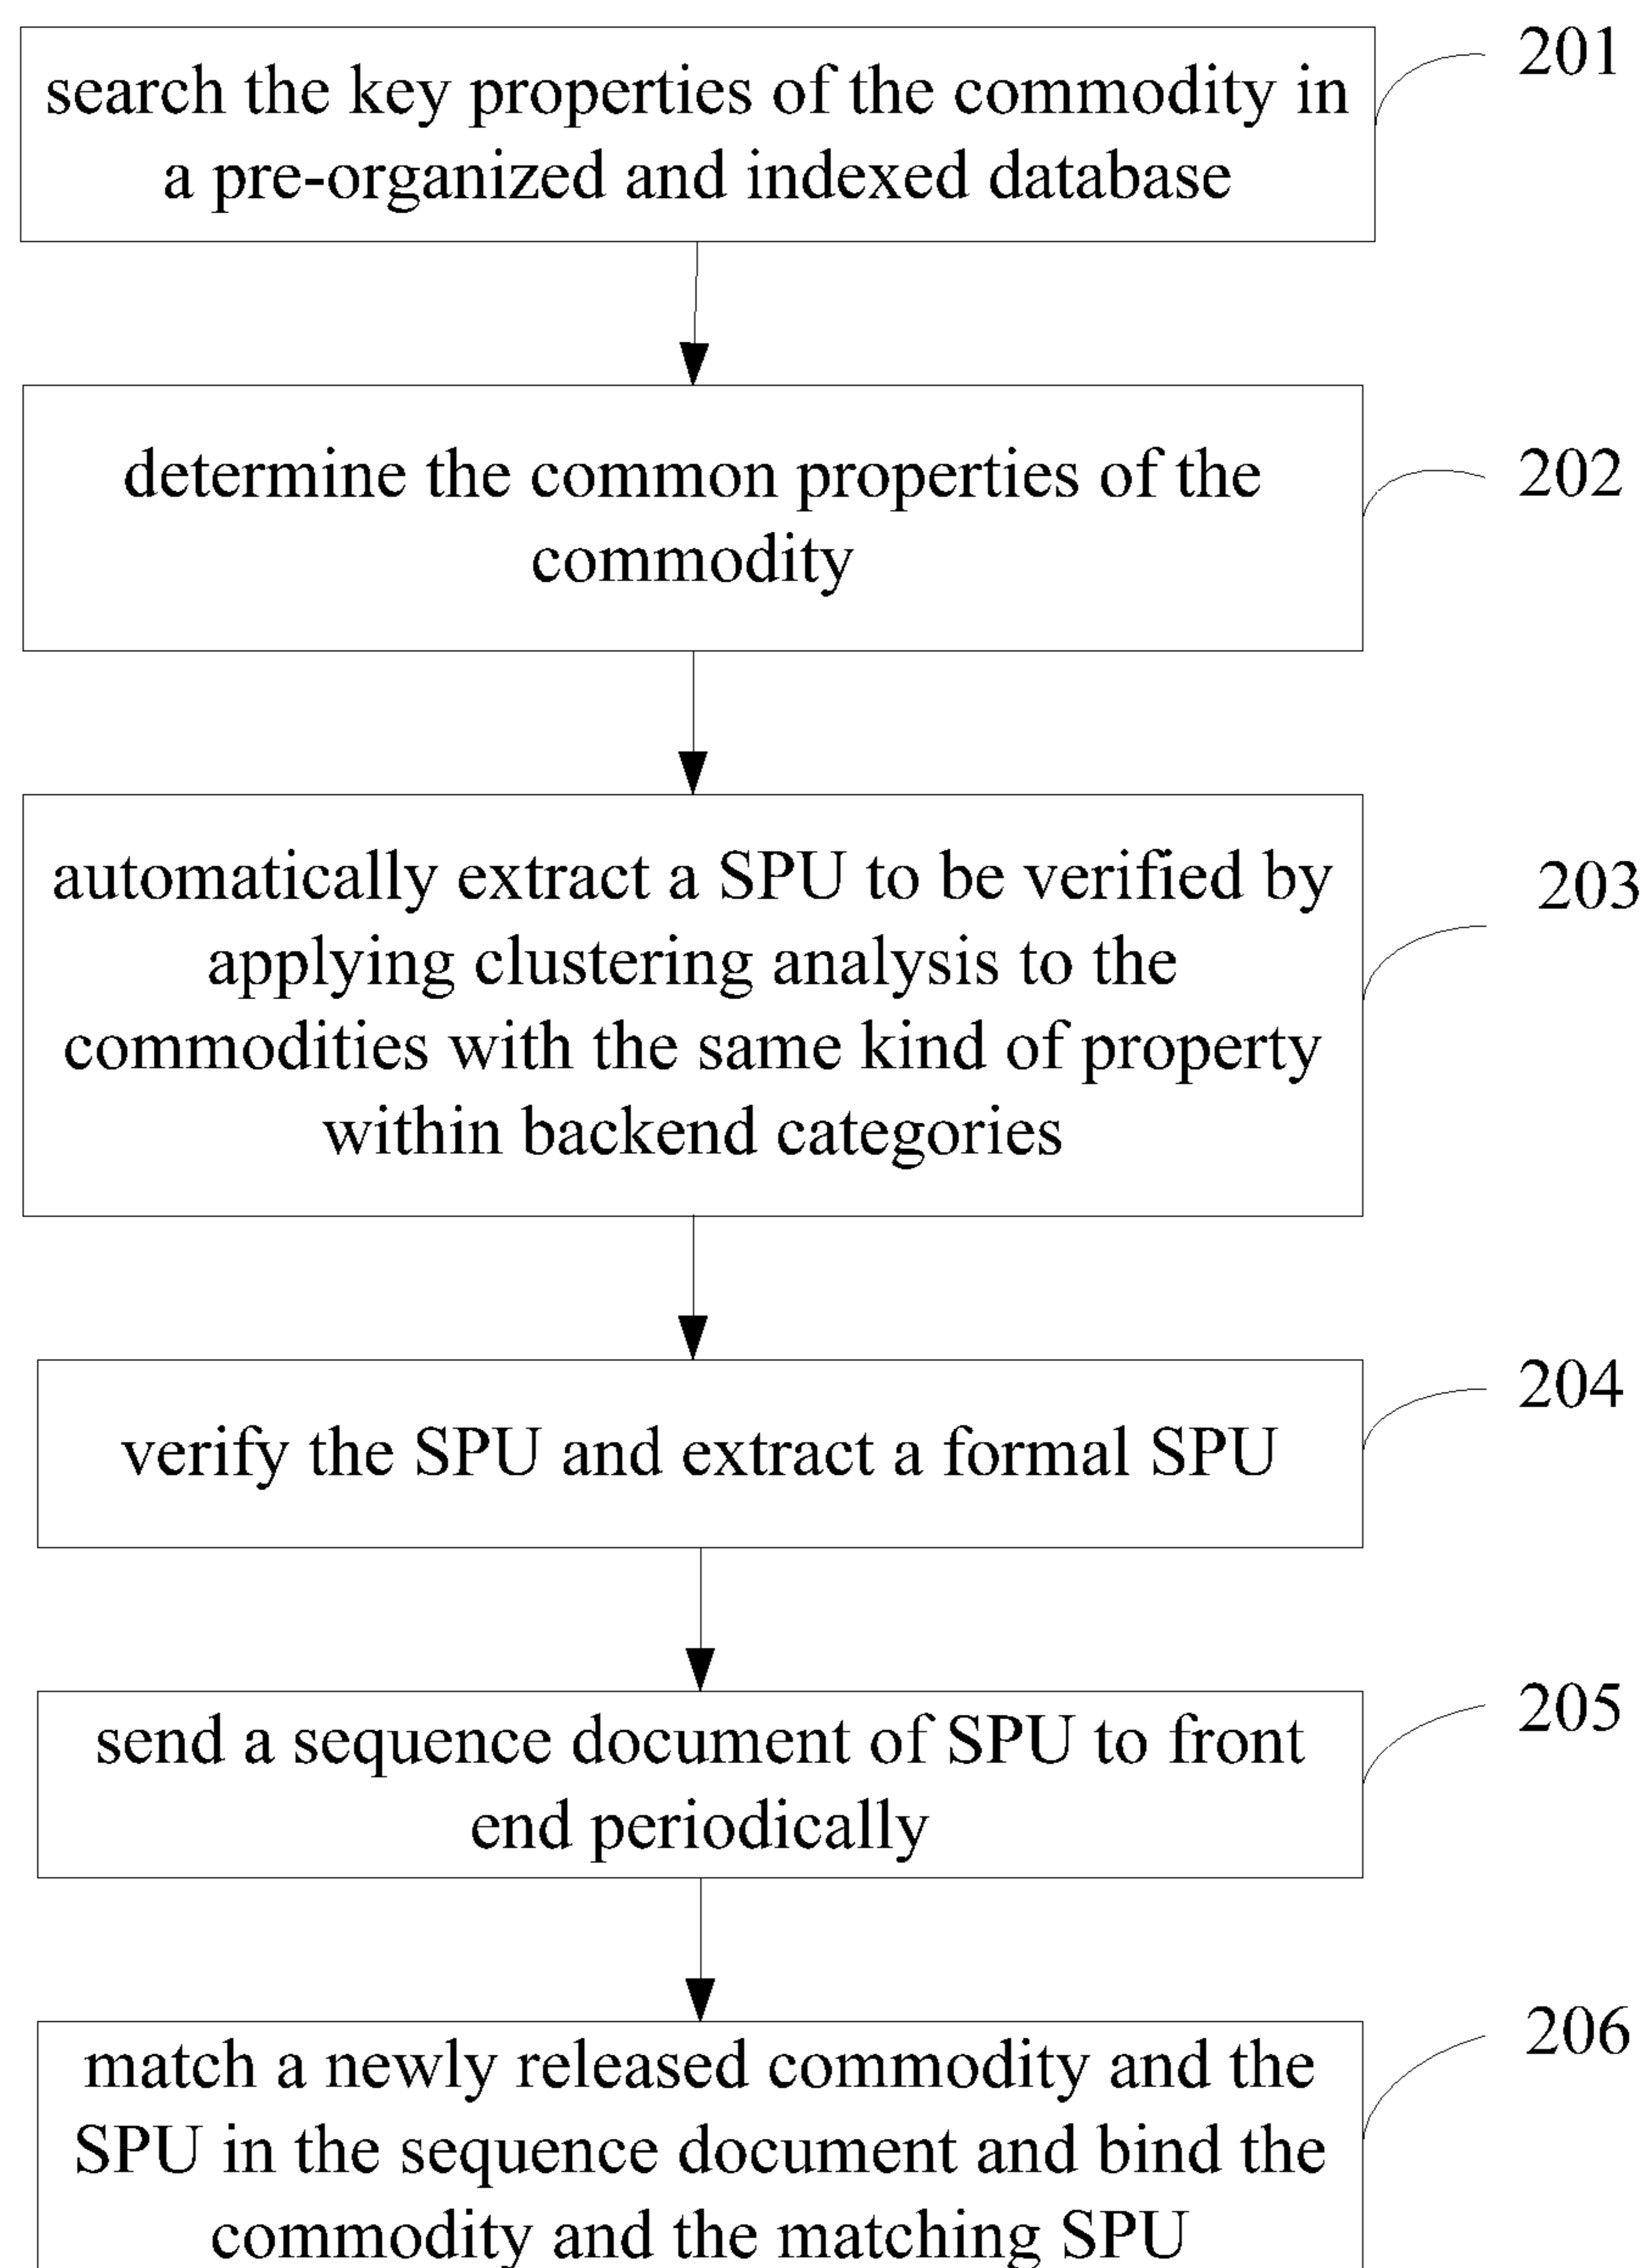 search the key properties of the commodity in
a pre-organized and indexed database
201
determine the common properties of the
commodity
202
automatically extract a SPU to be verified by
applying clustering analysis to the
commodities with the same kind of property
within backend categories
203
verify the SPU and extract a formal SPU
204
send a sequence document of SPU to front
end periodically
205
match a newly released commodity and the
SPU in the sequence document and bind the
commodity and the matching SPU
206